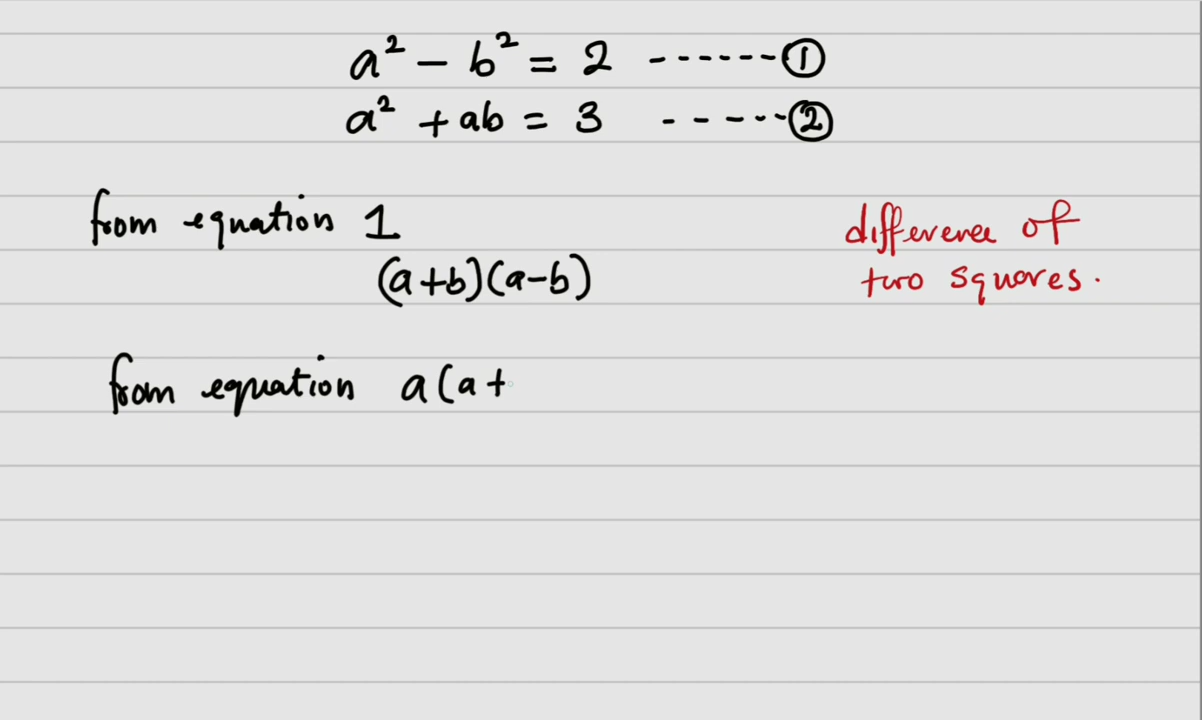 a² - b² = 2 ------①
a² + ab = 3 -----②
from equation 1
(a+b)(a-b)
difference of
two squares.
from equation a(a+